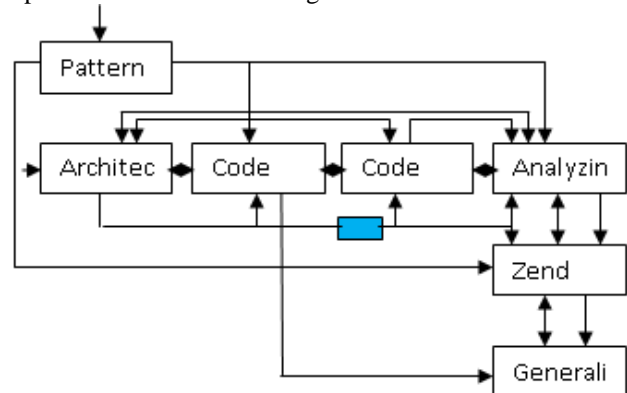 Pattern
Architec
Code
Code
Analyzin
Zend
Generali